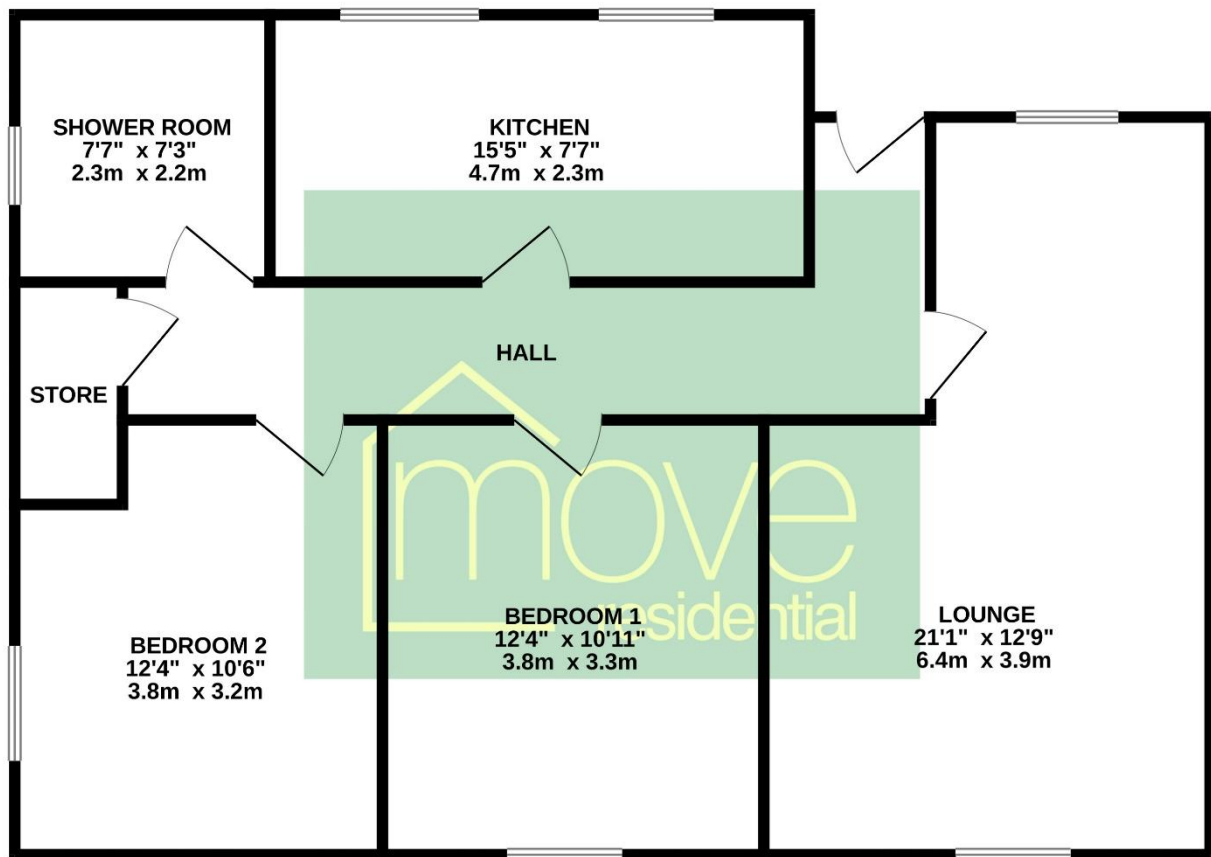 SHOWER ROOM
7'7" x 7'3"
2.3m x 2.2m
KITCHEN
15'5" x 7'7"
4.7m x 2.3m
HALL
STORE
move
residential
BEDROOM 2
12'4" x 10'6"
3.8m x 3.2m
BEDROOM 1
12'4" x 10'11"
3.8m x 3.3m
LOUNGE
21'1" x 12'9"
6.4m x 3.9m